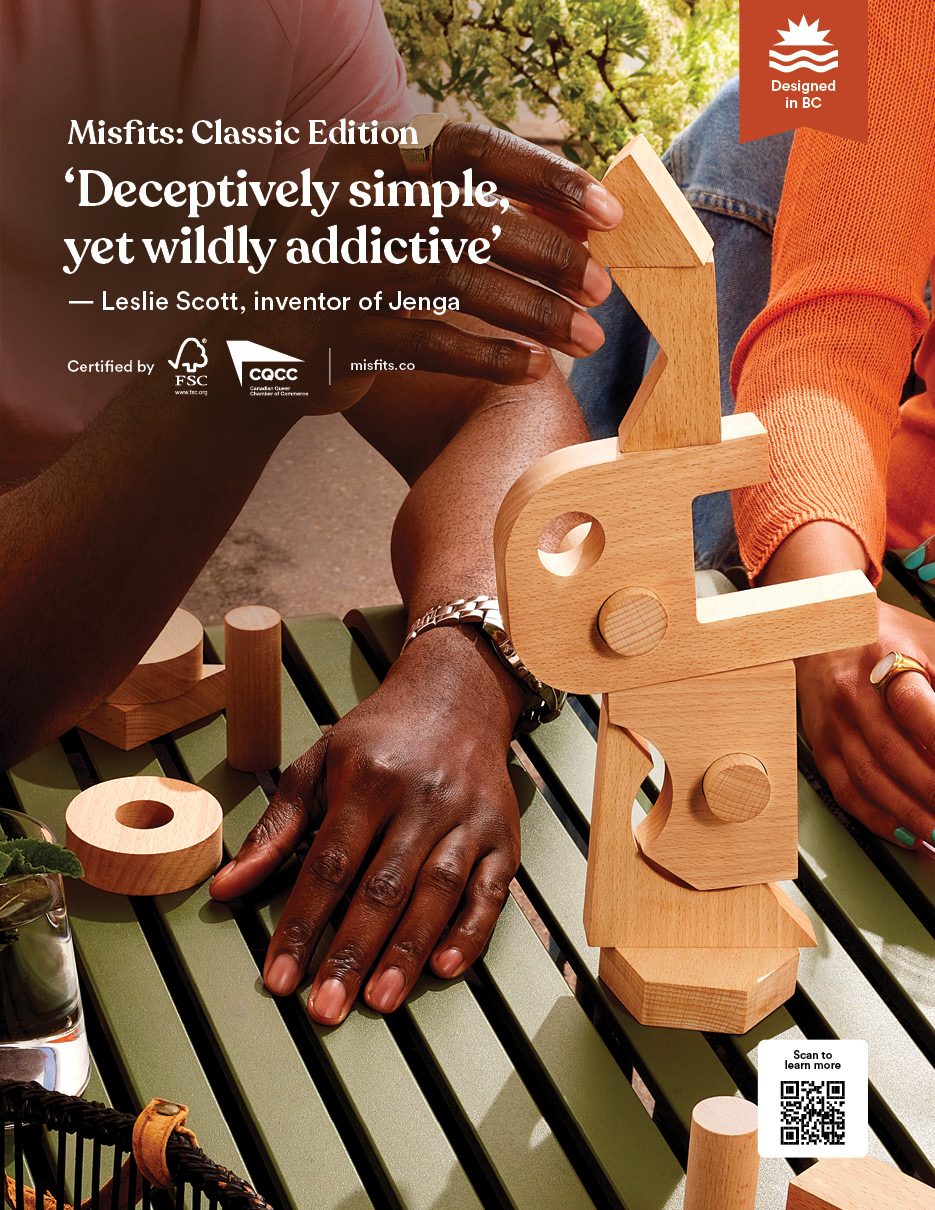 Designed
in BC
Misfits: Classic Edition
‘Deceptively simple,
yet wildly addictive’
— Leslie Scott, inventor of Jenga
Certified by
FSC
®
www.fsc.org
CQCC
Canadian Queer
Chamber of Commerce
misfits.co
Scan to
learn more